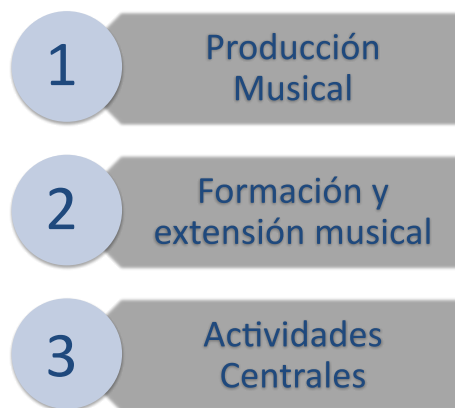 1
Producción
Musical
2
Formación y
extensión musical
3
Actividades
Centrales